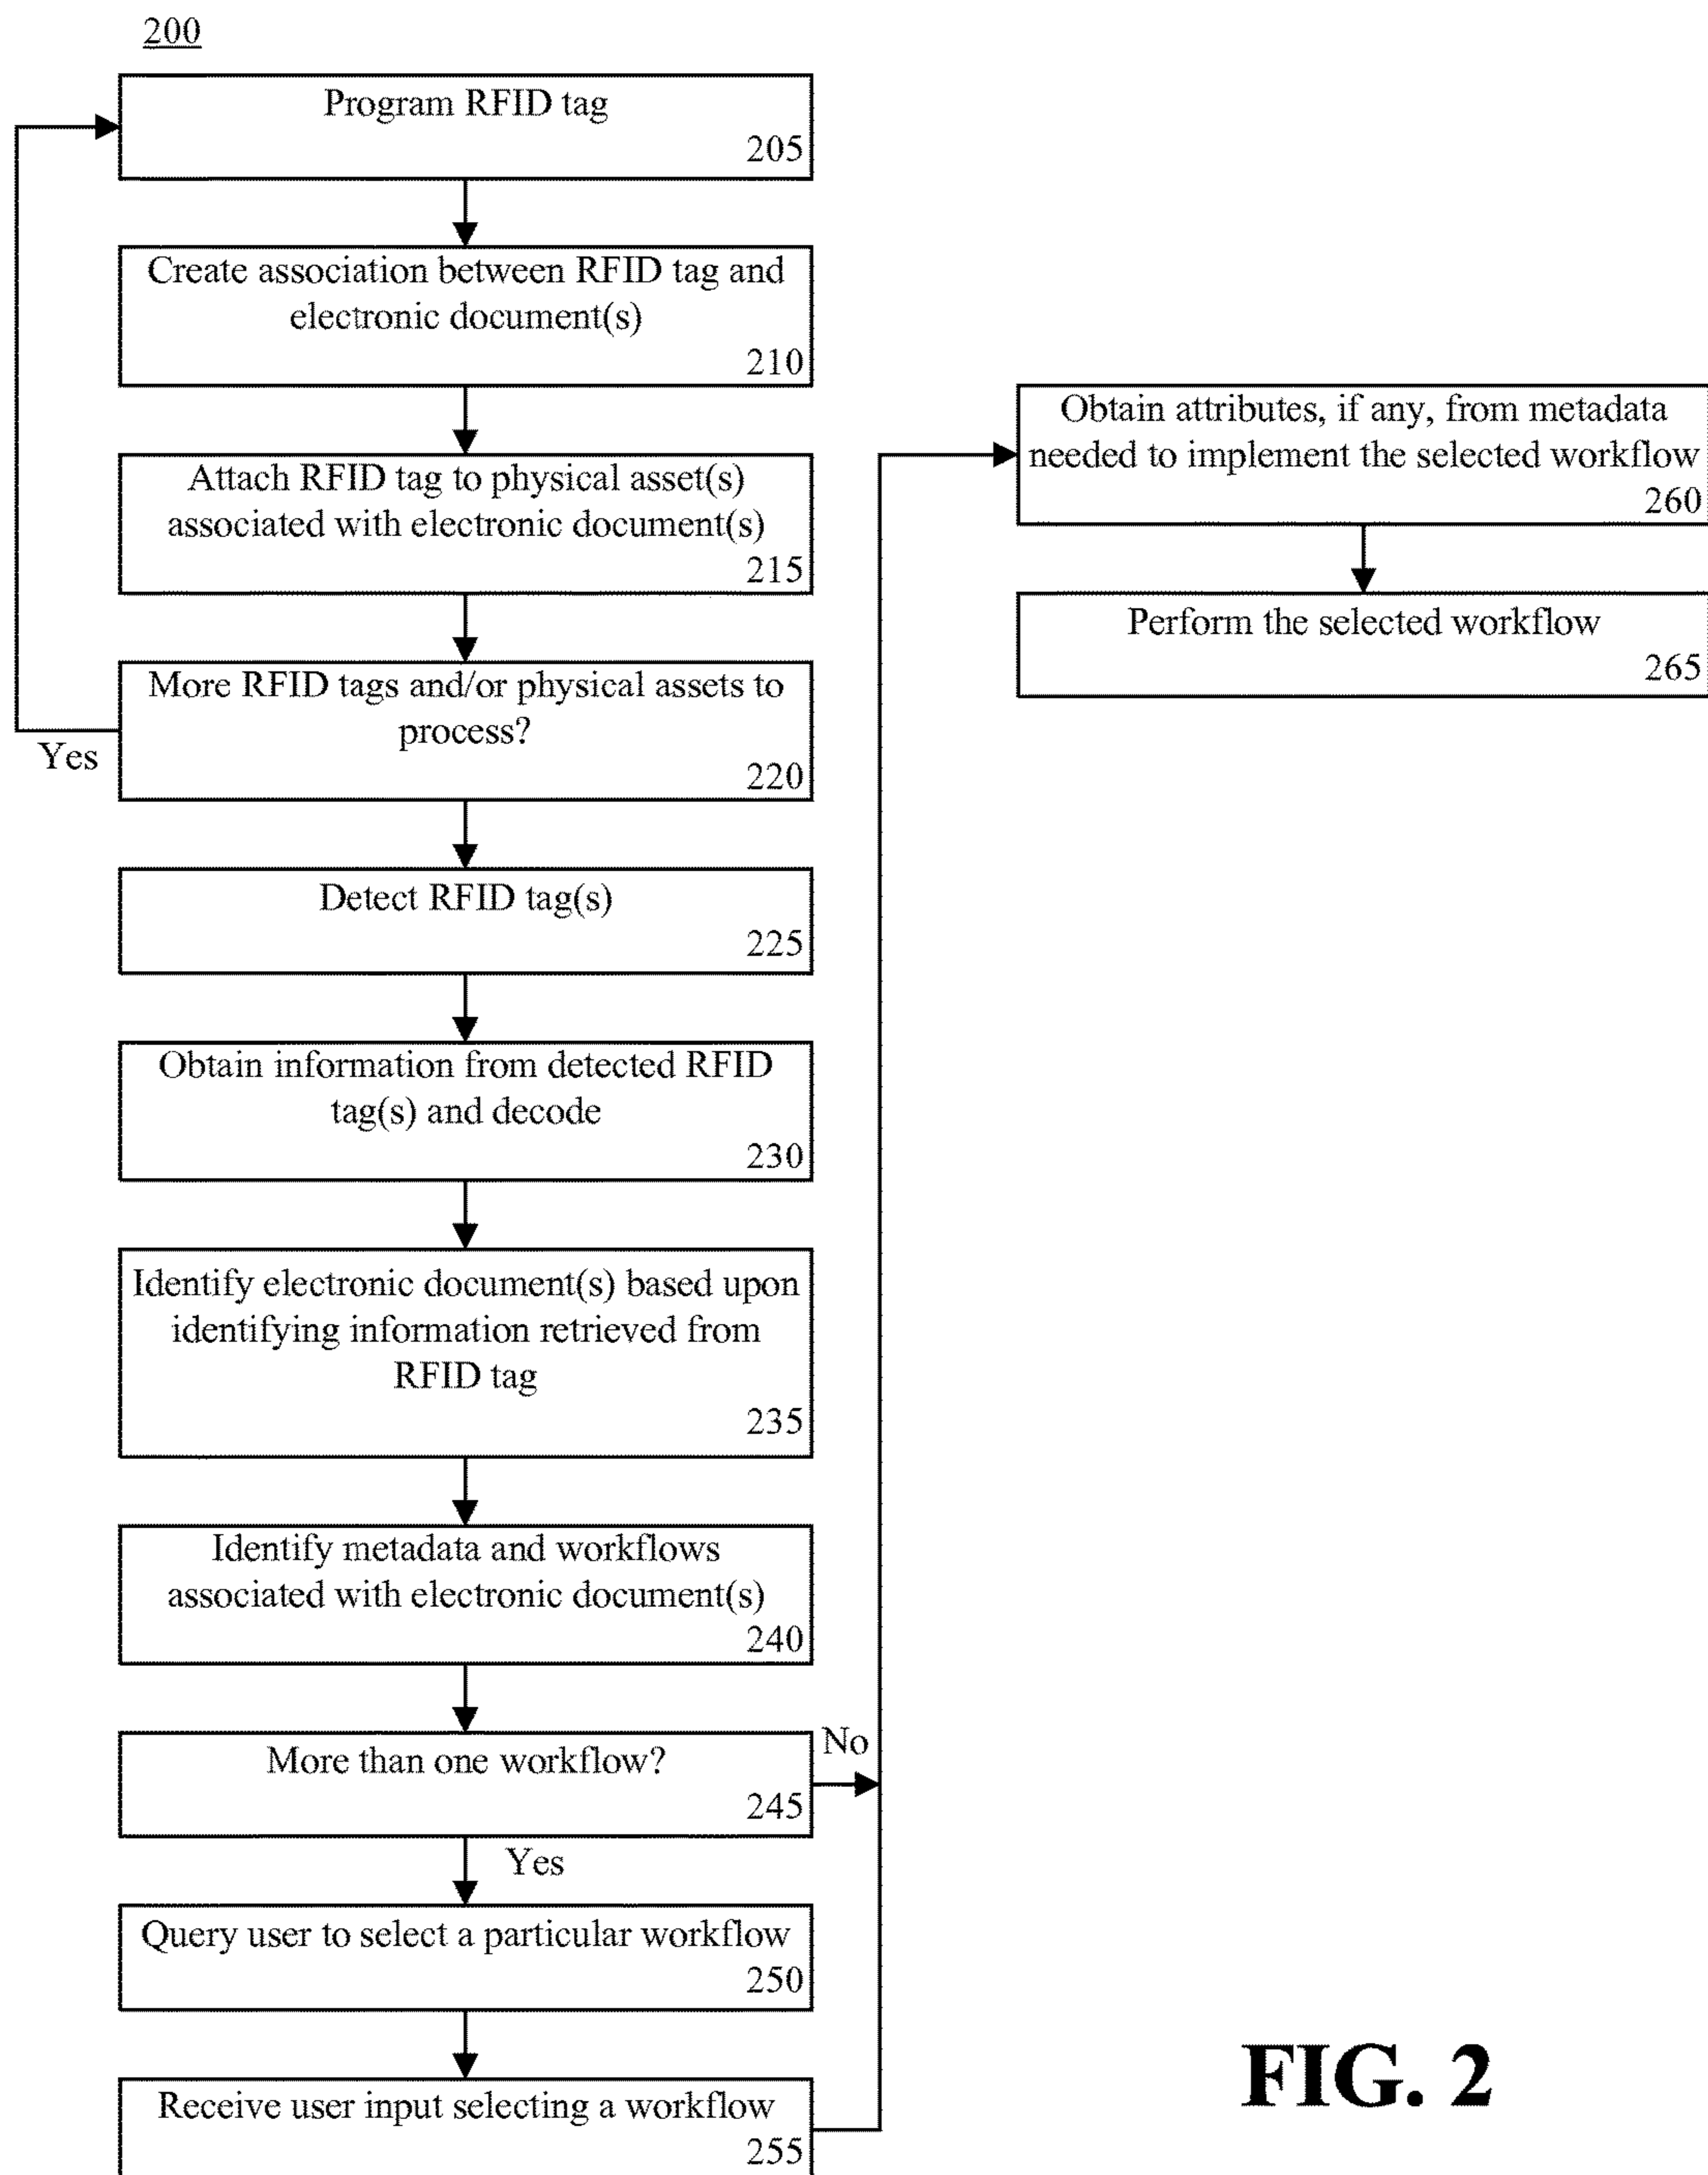 200
Program RFID tag
205
Create association between RFID tag and
electronic document(s)
210
Attach RFID tag to physical asset(s)
associated with electronic document(s)
215
More RFID tags and/or physical assets to
process?
220
Yes
Detect RFID tag(s)
225
Obtain information from detected RFID
tag(s) and decode
230
Identify electronic document(s) based upon
identifying information retrieved from
RFID tag
235
Identify metadata and workflows
associated with electronic document(s)
240
More than one workflow?
245
No
Yes
Query user to select a particular workflow
250
Receive user input selecting a workflow
255
Obtain attributes, if any, from metadata
needed to implement the selected workflow
260
Perform the selected workflow
265
FIG. 2